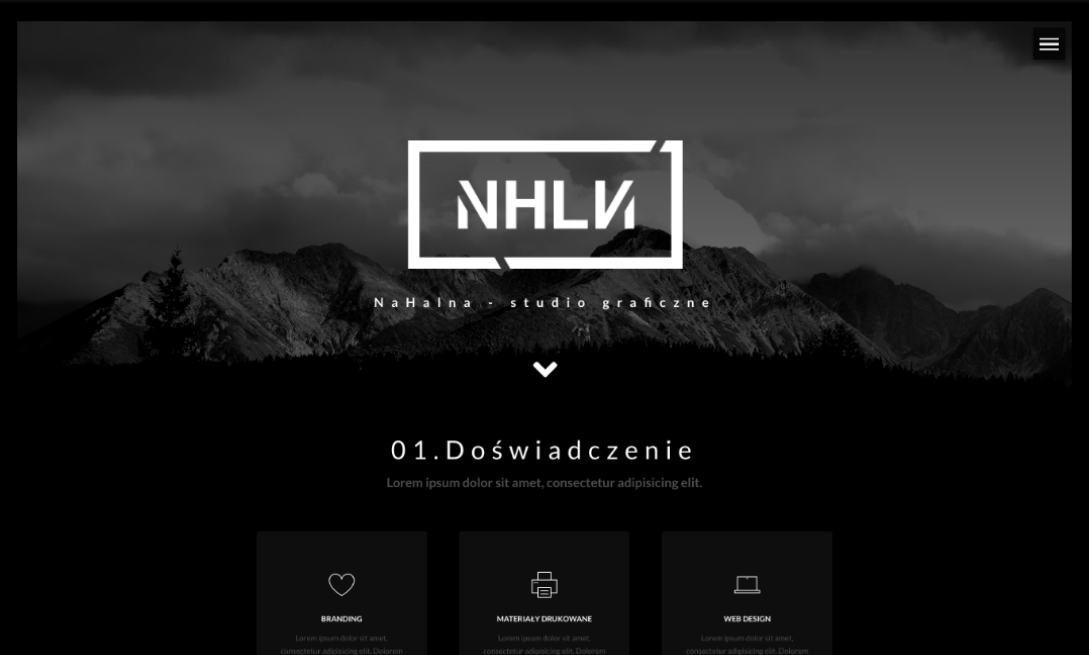 NHLN
NaHalna - studio graficzne
01.Doświadczenie
Lorem ipsum dolor sit amet, consectetur adipisicing elit.
BRANDING
Lorem ipsum dolor sit amet,
consectetur adipisicing elit. Dolorem
MATERIAŁY DRUKOWANE
Lorem ipsum dolor sit amet,
consectetur adipisicing elit. Dolorem
WEB DESIGN
Lorem ipsum dolor sit amet,
consectetur adipisicing elit. Dolorem